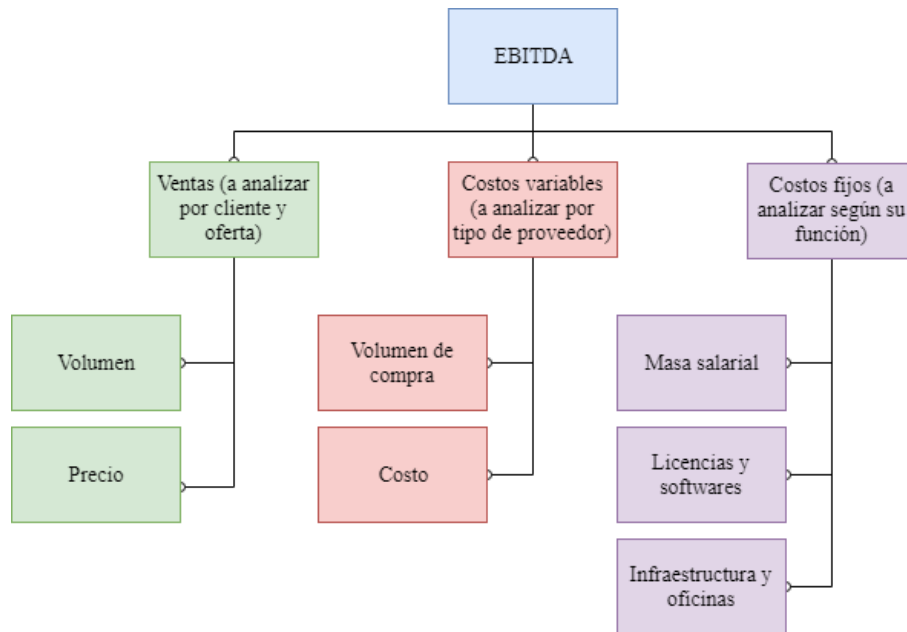 EBITDA
Ventas (a analizar
por cliente y
oferta)
Costos variables
(a analizar por
tipo de proveedor)
Costos fijos (a
analizar según su
función)
Volumen
Volumen de
compra
Masa salarial
Precio
Costo
Licencias y
softwares
Infraestructura y
oficinas